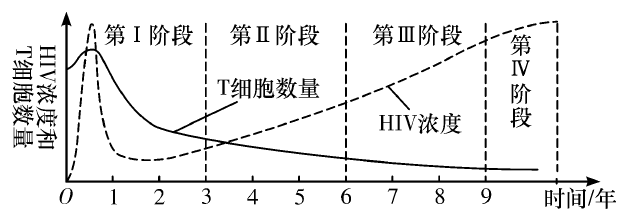 HIV浓度和
T细胞数量
第Ⅰ阶段
第Ⅱ阶段
第Ⅲ阶段
第Ⅳ阶段
T细胞数量
HIV浓度
O 1 2 3 4 5 6 7 8 9 时间/年